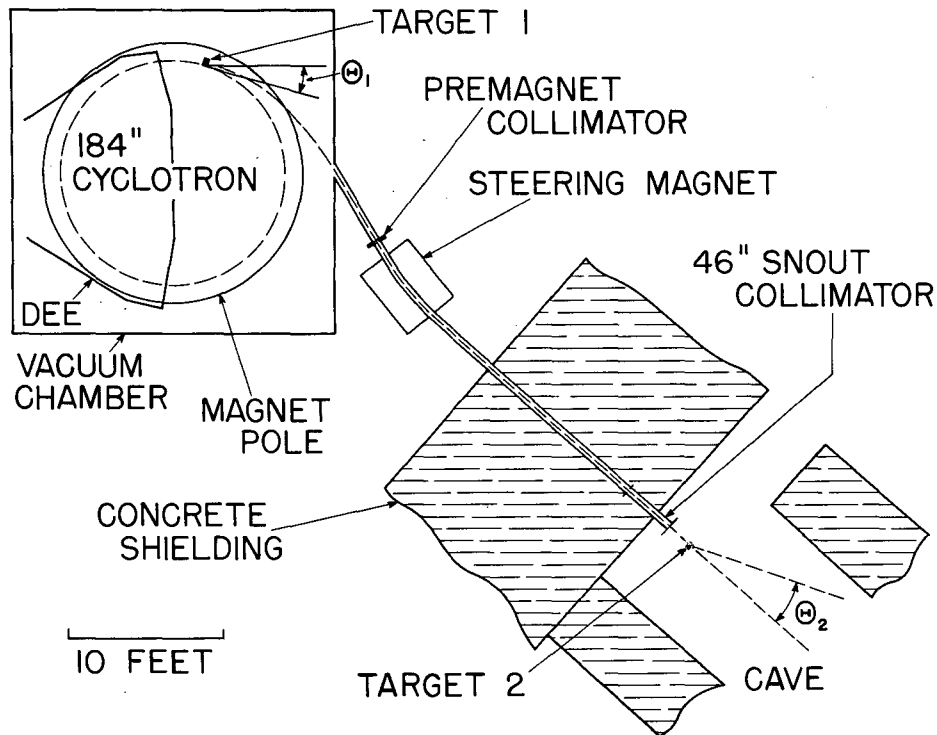 TARGET 1
Θ₁
PREMAGNET
COLLIMATOR
184"
CYCLOTRON
STEERING MAGNET
46" SNOUT
COLLIMATOR
DEE
VACUUM
CHAMBER
MAGNET
POLE
CONCRETE
SHIELDING
Θ₂
10 FEET
TARGET 2
CAVE